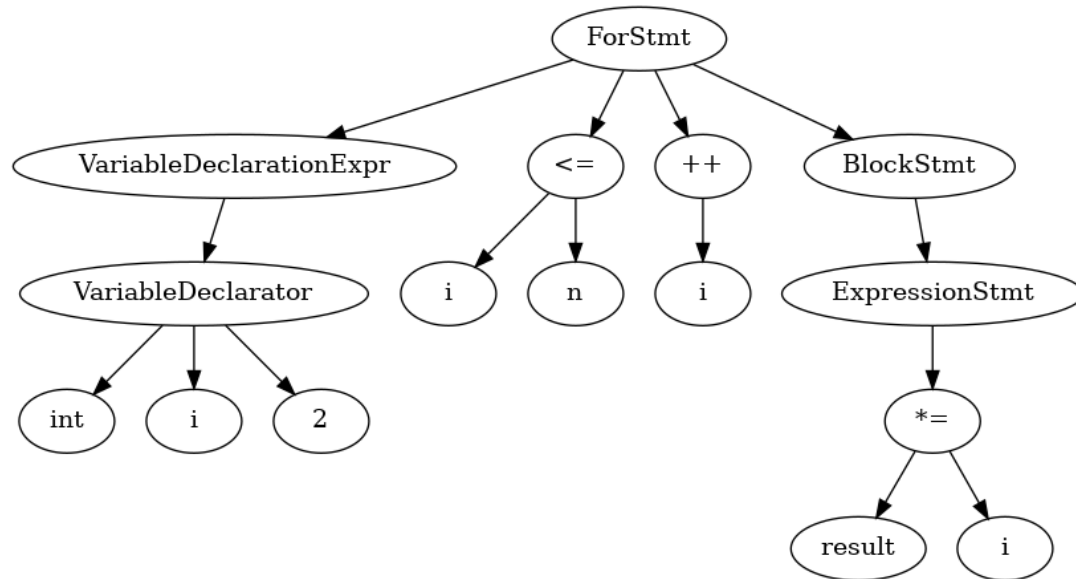 ForStmt
VariableDeclarationExpr <= ++ BlockStmt
VariableDeclarator i n i ExpressionStmt
int i 2 *=
result i